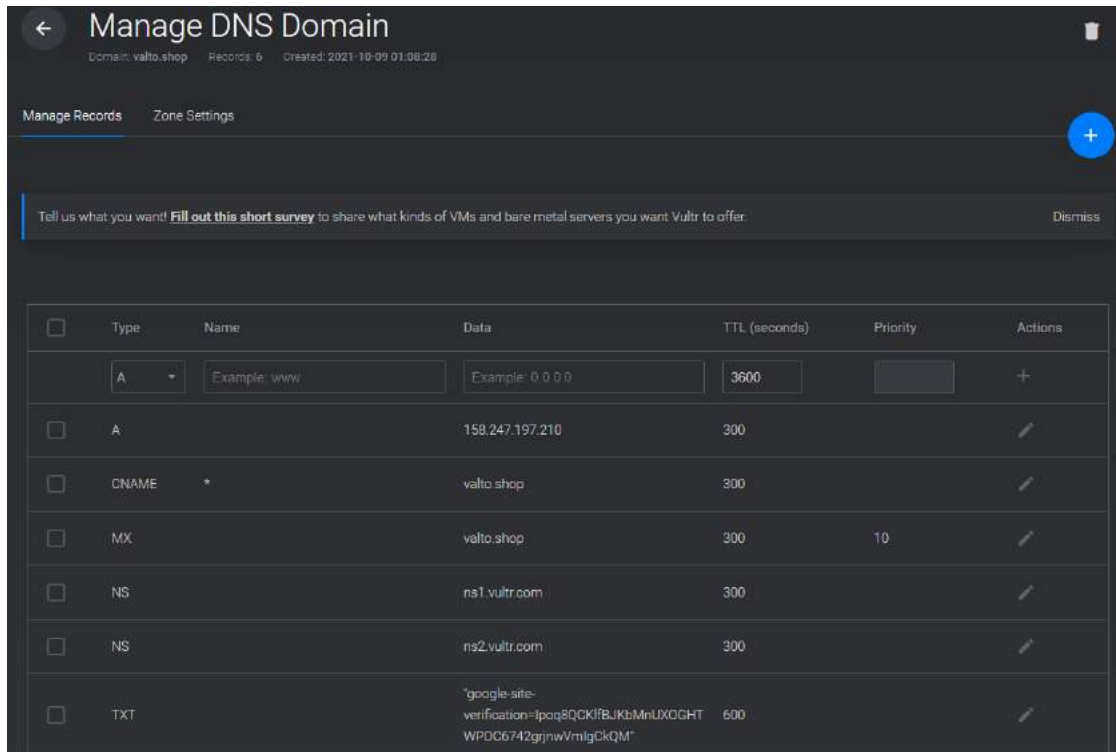 Manage DNS Domain
Domain: valto.shop Records: 6 Created: 2021-10-09 01:08:28
Manage Records Zone Settings
Tell us what you want! Fill out this short survey to share what kinds of VMs and bare metal servers you want Vultr to offer. Dismiss
Type Name Data TTL (seconds) Priority Actions
A Example: www Example: 0.0.0.0 3600
A 158.247.197.210 300
CNAME * valto.shop 300
MX valto.shop 300 10
NS ns1.vultr.com 300
NS ns2.vultr.com 300
"google-site-
TXT 600